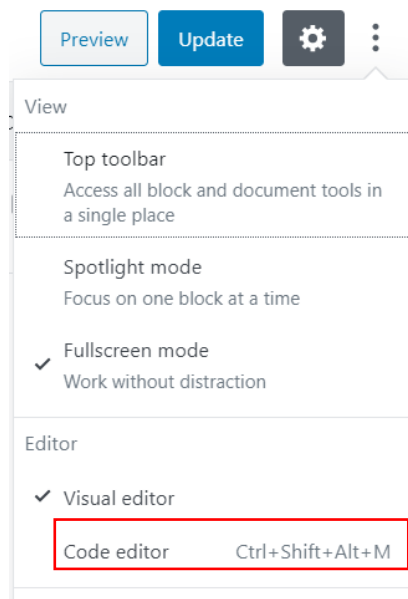 Preview Update
View
Top toolbar
Access all block and document tools in
a single place
Spotlight mode
Focus on one block at a time
Fullscreen mode
Work without distraction
Editor
Visual editor
Code editor Ctrl+Shift+Alt+M